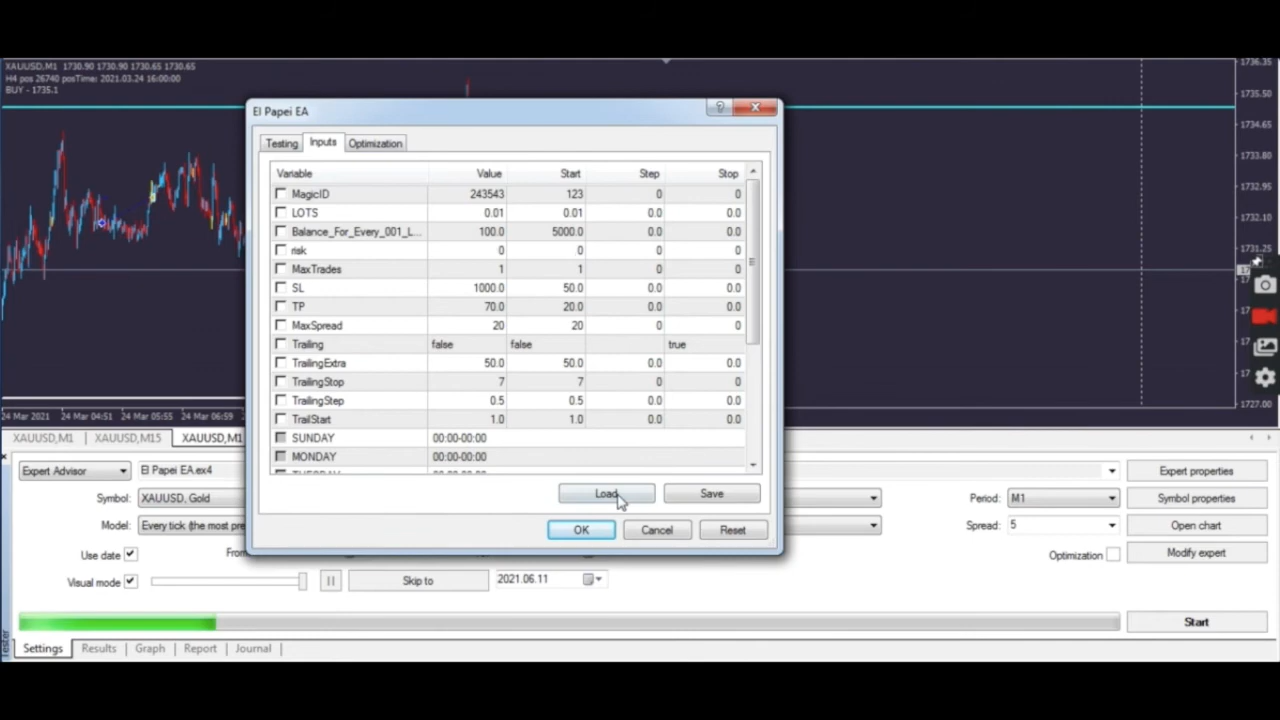 XAUUSD,M1 1730.90 1730.90 1730.65 1730.65
H4 pos 26740 posTime: 2021.03.24 16:00:00
BUY - 1735.1
1736.35
1735.50
1734.65
1733.80
1732.95
1732.10
1731.25
1727.00
El Papei EA
Testing Inputs Optimization
Variable Value Start Step Stop
MagicID 243543 123 0 0
LOTS 0.01 0.01 0.0 0.0
Balance_For_Every_001_L... 100.0 5000.0 0.0 0.0
risk 0 0 0 0
MaxTrades 1 1 0 0
SL 1000.0 50.0 0.0 0.0
TP 70.0 20.0 0.0 0.0
MaxSpread 20 20 0 0
Trailing false false true
TrailingExtra 50.0 50.0 0.0 0.0
TrailingStop 7 7 0 0
TrailingStep 0.5 0.5 0.0 0.0
TrailStart 1.0 1.0 0.0 0.0
SUNDAY 00:00-00:00
MONDAY 00:00-00:00
Load Save
OK Cancel Reset
24 Mar 2021 24 Mar 04:51 24 Mar 05:55 24 Mar 06:59
XAUUSD,M1 XAUUSD,M15 XAUUSD,M1
Expert Advisor El Papei EA.ex4 Expert properties
Symbol: XAUUSD, Gold Period: M1 Symbol properties
Model: Every tick (the most pre Spread: 5 Open chart
Use date From Optimization Modify expert
Visual mode Skip to 2021.06.11
Start
Tester
Settings Results Graph Report Journal